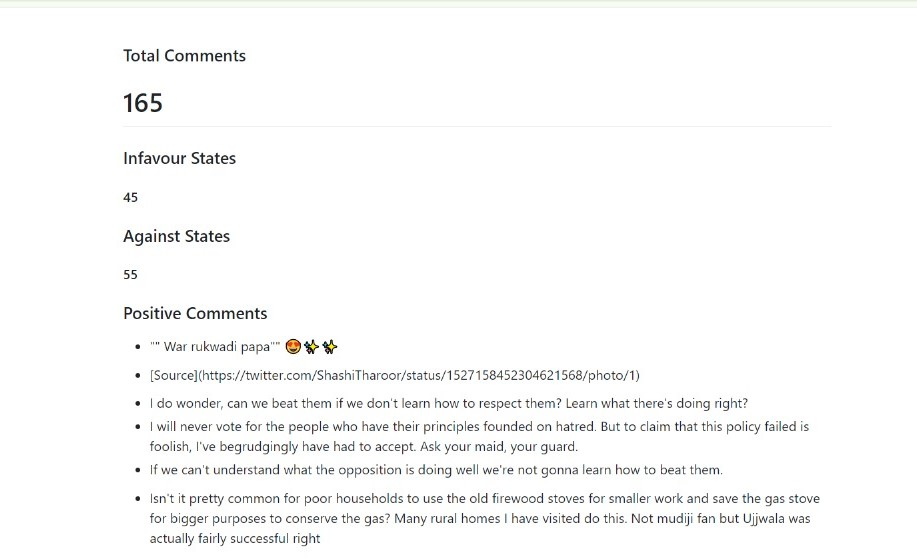 Total Comments
165
Infavour States
45
Against States
55
Positive Comments
"" War rukwadi papa"" 😍✨✨
[Source](https://twitter.com/ShashiTharoor/status/1527158452304621568/photo/1)
I do wonder, can we beat them if we don't learn how to respect them? Learn what there's doing right?
I will never vote for the people who have their principles founded on hatred. But to claim that this policy failed is
foolish, I've begrudgingly have had to accept. Ask your maid, your guard.
If we can't understand what the opposition is doing well we're not gonna learn how to beat them.
Isn't it pretty common for poor households to use the old firewood stoves for smaller work and save the gas stove
for bigger purposes to conserve the gas? Many rural homes I have visited do this. Not mudiji fan but Ujjwala was
actually fairly successful right